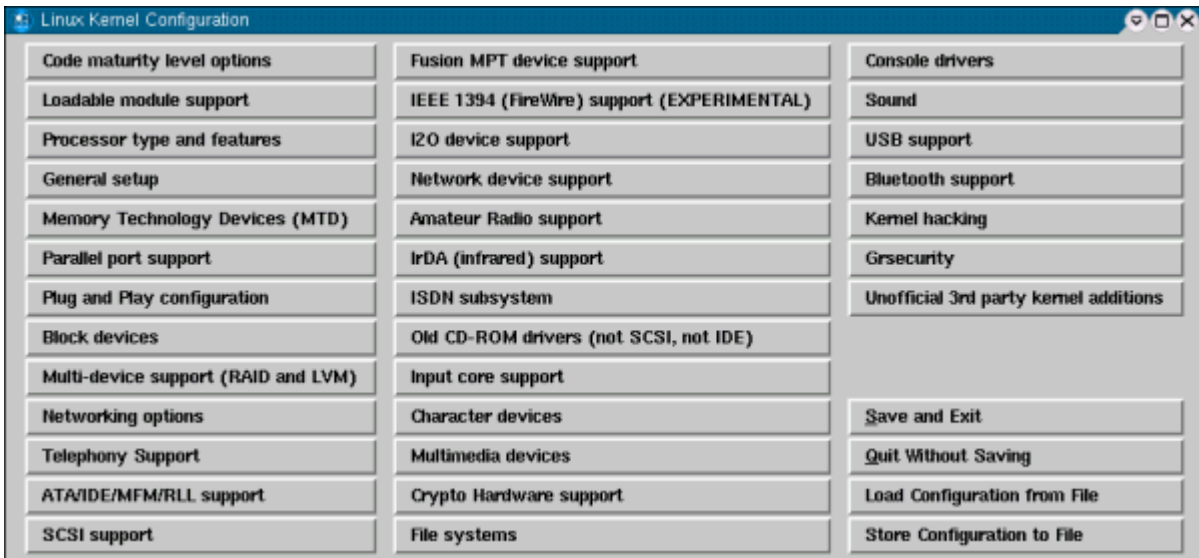 Linux Kernel Configuration
Code maturity level options
Loadable module support
Processor type and features
General setup
Memory Technology Devices (MTD)
Parallel port support
Plug and Play configuration
Block devices
Multi-device support (RAID and LVM)
Networking options
Telephony Support
ATA/IDE/MFM/RLL support
SCSI support
Fusion MPT device support
IEEE 1394 (FireWire) support (EXPERIMENTAL)
I2O device support
Network device support
Amateur Radio support
IrDA (infrared) support
ISDN subsystem
Old CD-ROM drivers (not SCSI, not IDE)
Input core support
Character devices
Multimedia devices
Crypto Hardware support
File systems
Console drivers
Sound
USB support
Bluetooth support
Kernel hacking
Grsecurity
Unofficial 3rd party kernel additions
Save and Exit
Quit Without Saving
Load Configuration from File
Store Configuration to File